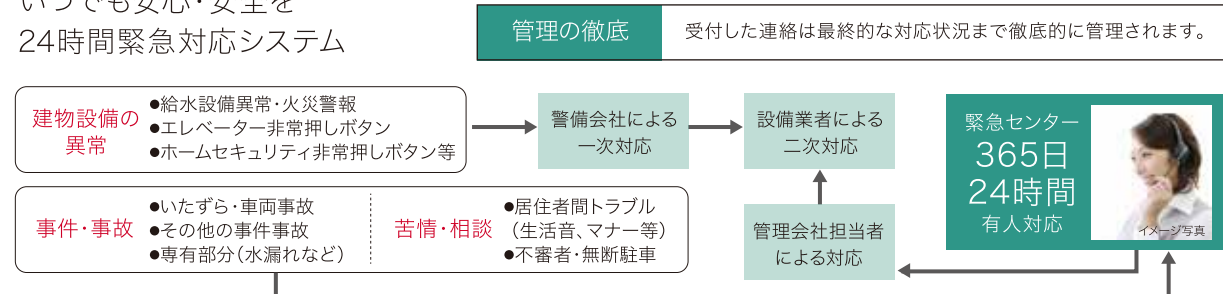 いつでも安心・安全を
24時間緊急対応システム
管理の徹底
受付した連絡は最終的な対応状況まで徹底的に管理されます。
建物設備の
異常
●給水設備異常・火災警報
●エレベーター非常押しボタン
●ホームセキュリティ非常押しボタン等
警備会社による
一次対応
設備業者による
二次対応
緊急センター
365日
24時間
有人対応
イメージ写真
事件・事故
●いたずら・車両事故
●その他の事件事故
●専有部分（水漏れなど）
苦情・相談
●居住者間トラブル
（生活音、マナー等）
●不審者・無断駐車
管理会社担当者
による対応